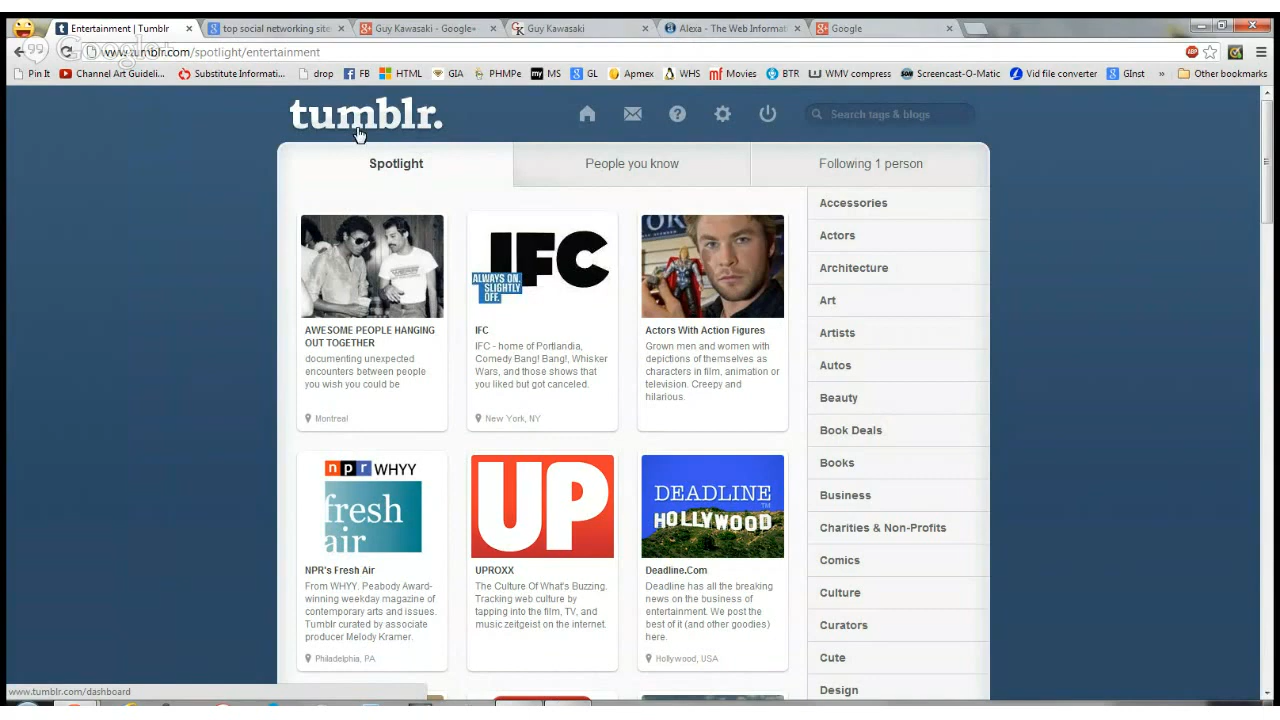 Entertainment | Tumblr
top social networking site
Guy Kawasaki - Google+
Guy Kawasaki
Alexa - The Web Informat
Google
Google+
www.tumblr.com/spotlight/entertainment
Pin It
Channel Art Guideli...
Substitute Informati...
drop
FB
HTML
GIA
PHMPe
my MS
GL
Apmex
WHS
mf Movies
BTR
WMV compress
Screencast-O-Matic
Vid file converter
GInst
»
Other bookmarks
tumblr.
Search tags & blogs
Spotlight
People you know
Following 1 person
IFC
ALWAYS ON.
SLIGHTLY
OFF.
AWESOME PEOPLE HANGING
OUT TOGETHER
documenting unexpected
encounters between people
you wish you could be
Montreal
IFC
IFC - home of Portlandia,
Comedy Bang! Bang!, Whisker
Wars, and those shows that
you liked but got canceled.
New York, NY
Actors With Action Figures
Grown men and women with
depictions of themselves as
characters in film, animation or
television. Creepy and
hilarious.
npr WHYY
fresh
air
NPR's Fresh Air
From WHYY. Peabody Award-
winning weekday magazine of
contemporary arts and issues.
Tumblr curated by associate
producer Melody Kramer.
Philadelphia, PA
UP
UPROXX
The Culture Of What's Buzzing.
Tracking web culture by
tapping into the film, TV, and
music zeitgeist on the internet.
DEADLINE
HOLLYWOOD
TM
Deadline.Com
Deadline has all the breaking
news on the business of
entertainment. We post the
best of it (and other goodies)
here.
Hollywood, USA
Accessories
Actors
Architecture
Art
Artists
Autos
Beauty
Book Deals
Books
Business
Charities & Non-Profits
Comics
Culture
Curators
Cute
Design
www.tumblr.com/dashboard